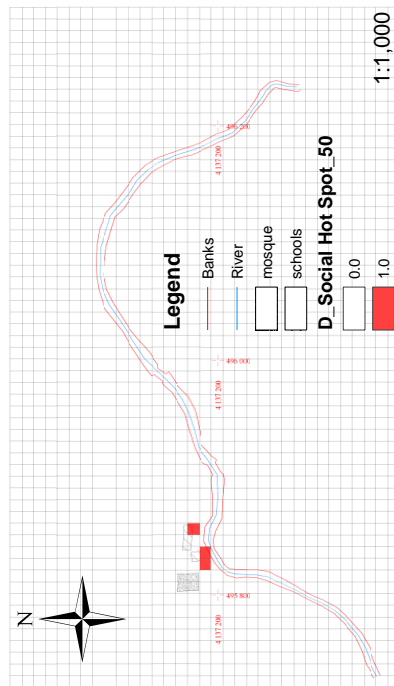 N
495 800
4 137 200
496 000
4 137 200
496 200
4 137 200
Legend
Banks
River
mosque
schools
D_Social Hot Spot_50
0.0
1.0
1:1,000